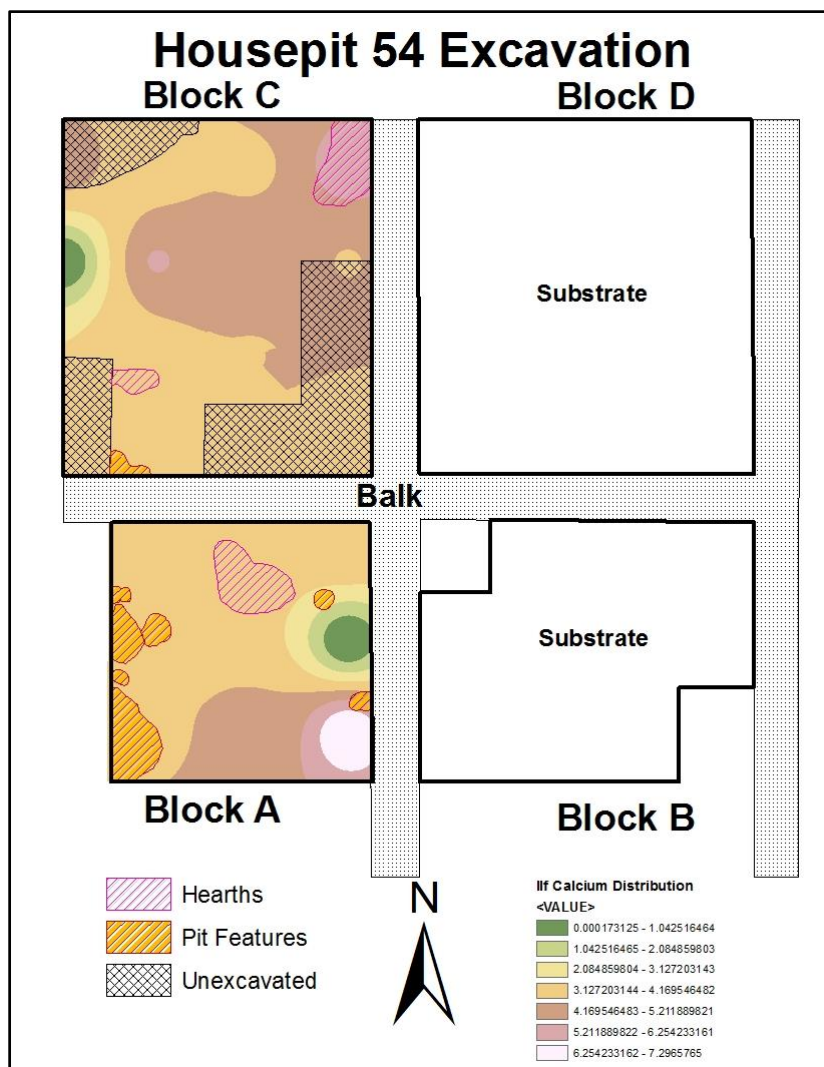 Housepit 54 Excavation
Block C
Block D
Substrate
Balk
Substrate
Block A
Block B
Hearths
Pit Features
Unexcavated
N
IIf Calcium Distribution
<VALUE>
0.000173125 - 1.042516464
1.042516465 - 2.084859803
2.084859804 - 3.127203143
3.127203144 - 4.169546482
4.169546483 - 5.211889821
5.211889822 - 6.254233161
6.254233162 - 7.2965765